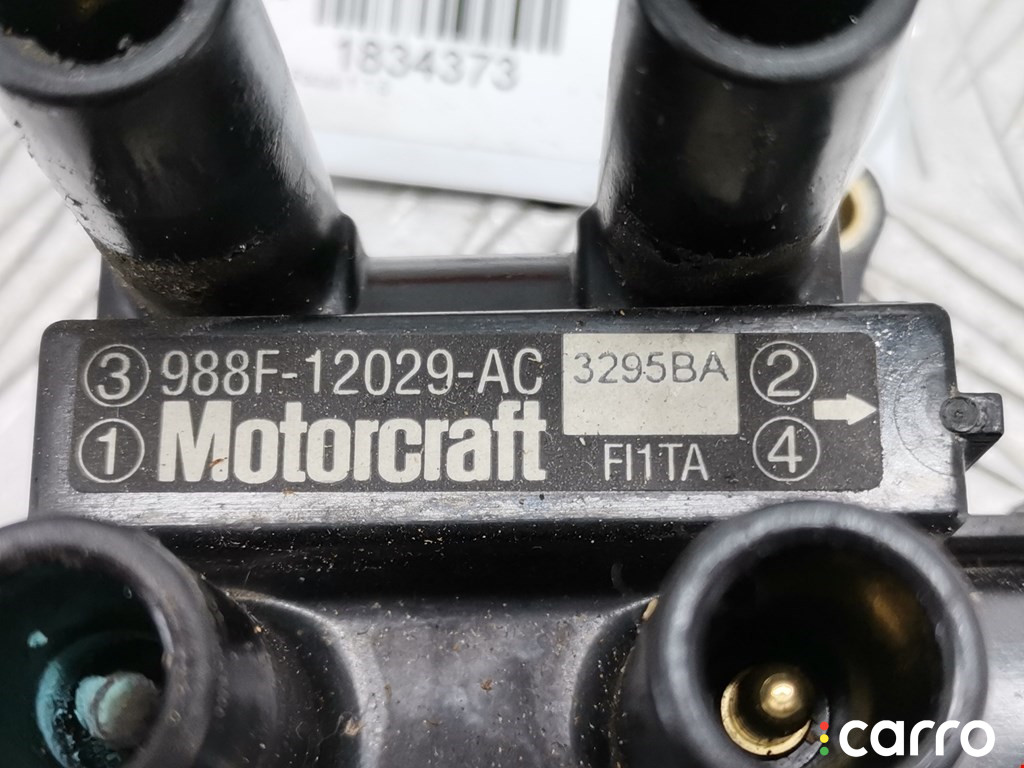 1834373
③ 988F-12029-AC 3295BA ②
① Motorcraft FI1TA ④
carro